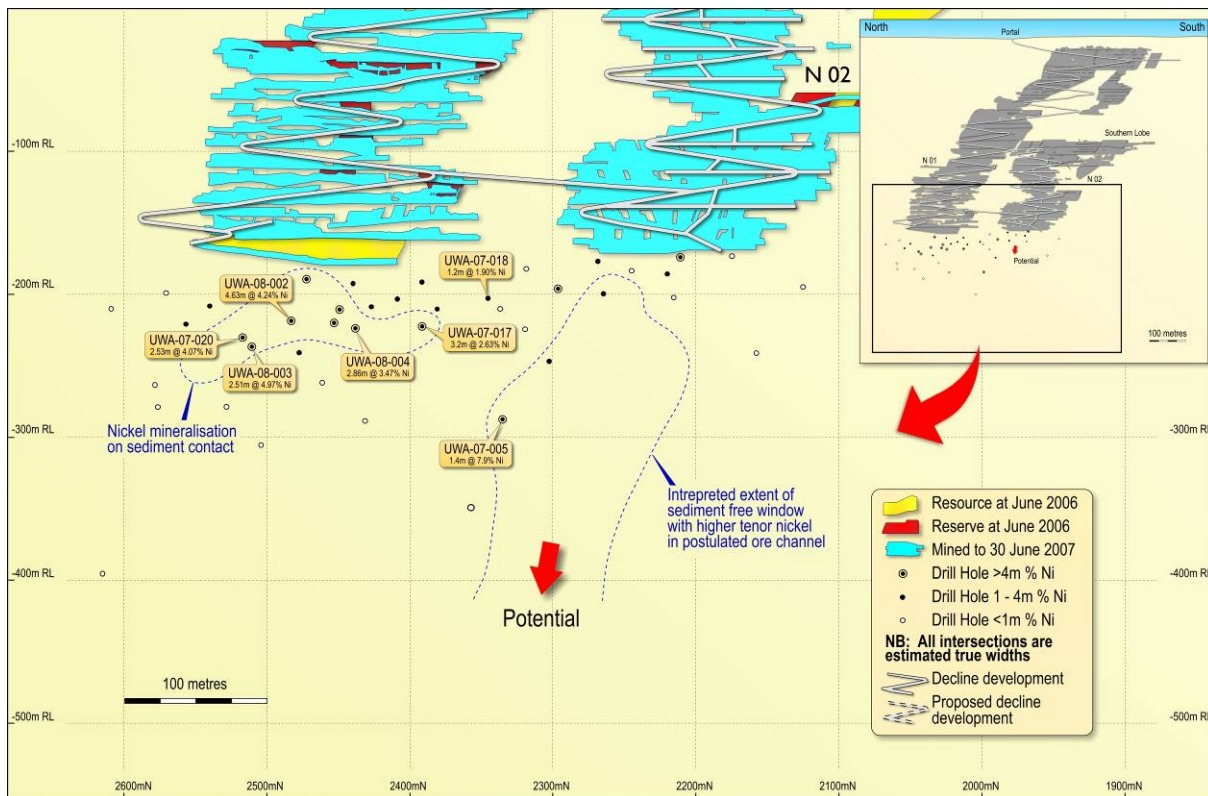 North
South
Portal
Southern Lobe
N 01
N 02
Potential
100 metres
N 02
-100m RL
-200m RL
-200m RL
-300m RL
-300m RL
-400m RL
-400m RL
-500m RL
-500m RL
UWA-07-018
1.2m @ 1.90% Ni
UWA-08-002
4.63m @ 4.24% Ni
UWA-07-020
2.53m @ 4.07% Ni
UWA-08-003
2.51m @ 4.97% Ni
UWA-08-004
2.86m @ 3.47% Ni
UWA-07-017
3.2m @ 2.63% Ni
UWA-07-005
1.4m @ 7.9% Ni
Nickel mineralisation
on sediment contact
Intrepreted extent of
sediment free window
with higher tenor nickel
in postulated ore channel
Potential
100 metres
Resource at June 2006
Reserve at June 2006
Mined to 30 June 2007
Drill Hole >4m % Ni
Drill Hole 1 - 4m % Ni
Drill Hole <1m % Ni
NB: All intersections are
estimated true widths
Decline development
Proposed decline
development
2600mN
2500mN
2400mN
2300mN
2200mN
2100mN
2000mN
1900mN